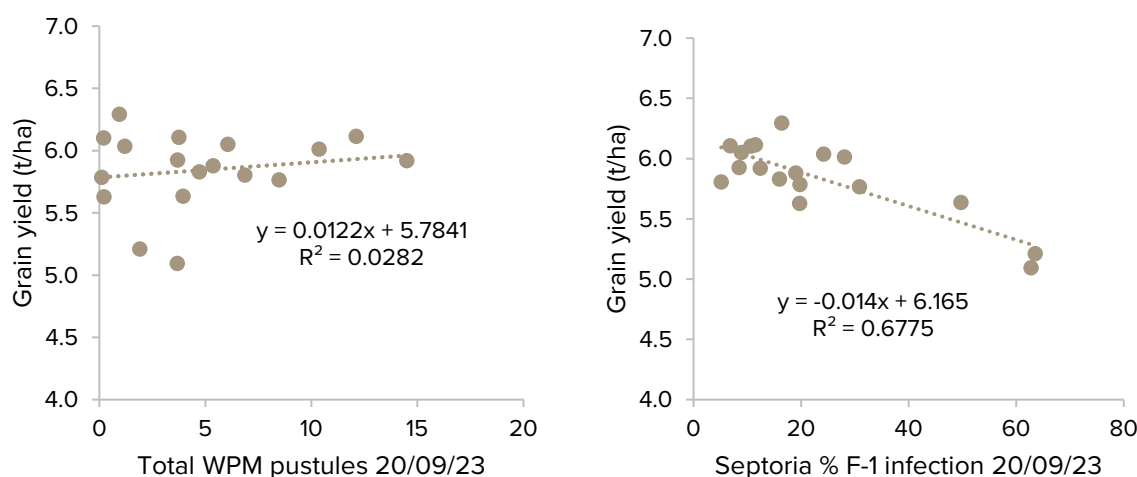 Grain yield (t/ha)
7.0
6.5
6.0
5.5
5.0
4.5
4.0
y = 0.0122x + 5.7841
R² = 0.0282
0 5 10 15 20
Total WPM pustules 20/09/23
Grain yield (t/ha)
7.0
6.5
6.0
5.5
5.0
4.5
4.0
y = -0.014x + 6.165
R² = 0.6775
0 20 40 60 80
Septoria % F-1 infection 20/09/23